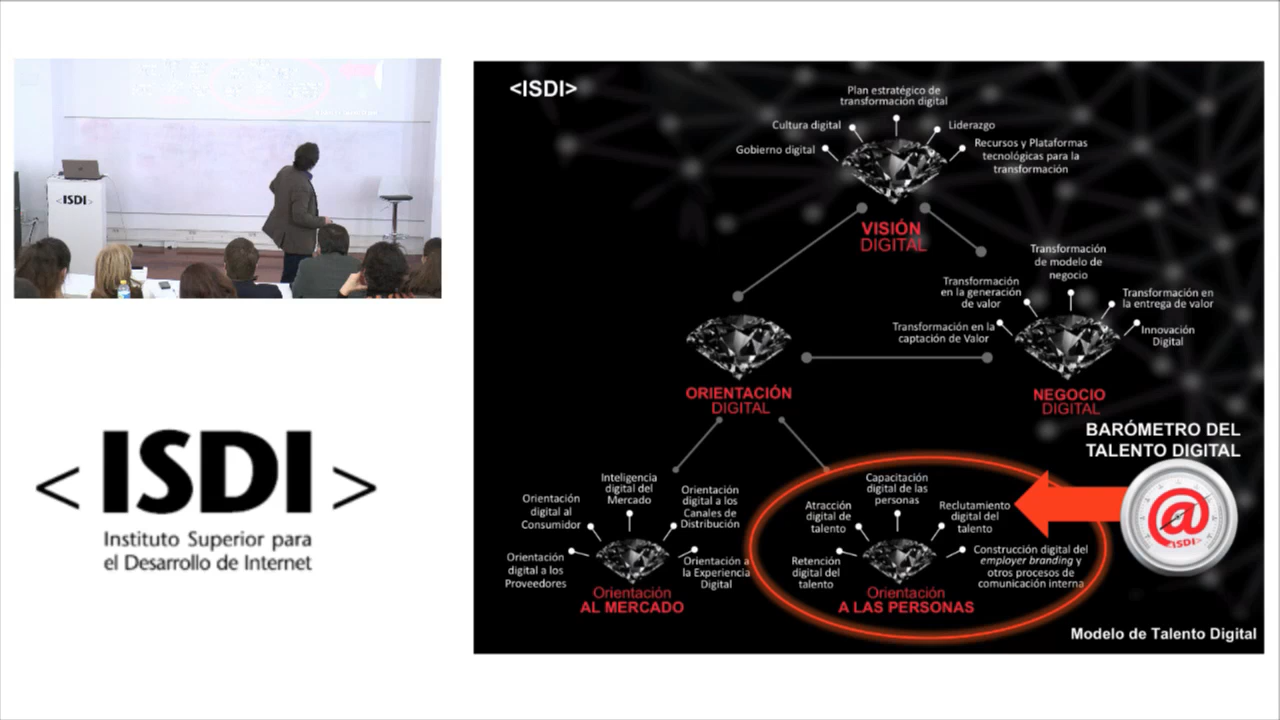 <ISDI>
<ISDI>
Instituto Superior para
el Desarrollo de Internet
<ISDI>
Plan estratégico de
transformación digital
Cultura digital
Liderazgo
Gobierno digital
Recursos y Plataformas
tecnológicas para la
transformación
VISIÓN
DIGITAL
Transformación
de modelo de
negocio
Transformación
en la generación
de valor
Transformación en
la entrega de valor
Transformación en la
captación de Valor
Innovación
Digital
ORIENTACIÓN
DIGITAL
NEGOCIO
DIGITAL
BARÓMETRO DEL
TALENTO DIGITAL
@
<ISDI>
Inteligencia
digital del
Mercado
Orientación
digital al
Consumidor
Orientación
digital a los
Canales de
Distribución
Orientación
digital a los
Proveedores
Orientación a
la Experiencia
Digital
Orientación
AL MERCADO
Capacitación
digital de las
personas
Atracción
digital de
talento
Reclutamiento
digital del
talento
Retención
digital del
talento
Construcción digital del
employer branding y
otros procesos de
comunicación interna
Orientación
A LAS PERSONAS
Modelo de Talento Digital